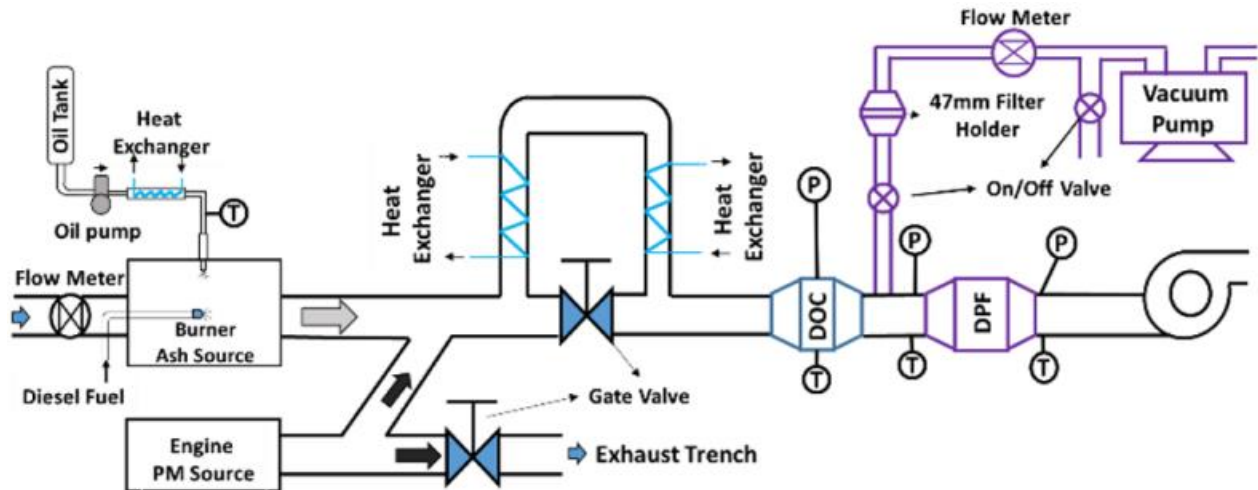 Flow Meter
Oil Tank
Heat
Exchanger
47mm Filter
Holder
Vacuum
Pump
T
Oil pump
Heat
Exchanger
Heat
Exchanger
P
On/Off Valve
P
P
Flow Meter
Burner
Ash Source
DOC
DPF
Diesel Fuel
T
T
T
Gate Valve
Engine
PM Source
Exhaust Trench